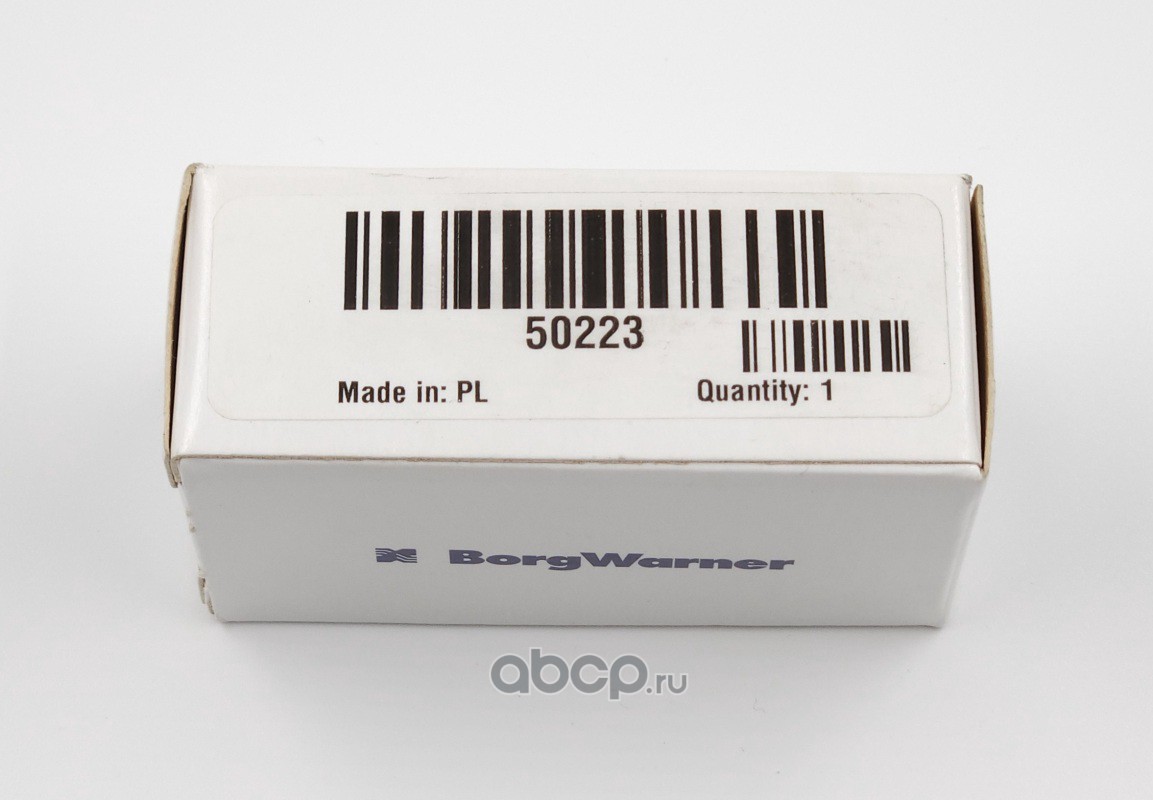 50223
Made in: PL
Quantity: 1
BorgWarner
abcp.ru